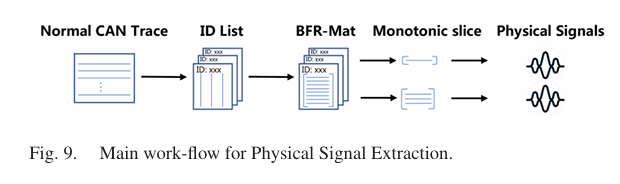 Normal CAN Trace ID List BFR-Mat Monotonic slice Physical Signals
ID: xxx ID: xxx
ID: xxx ID: xxx
ID: xxx ID: xxx
Fig. 9. Main work-flow for Physical Signal Extraction.